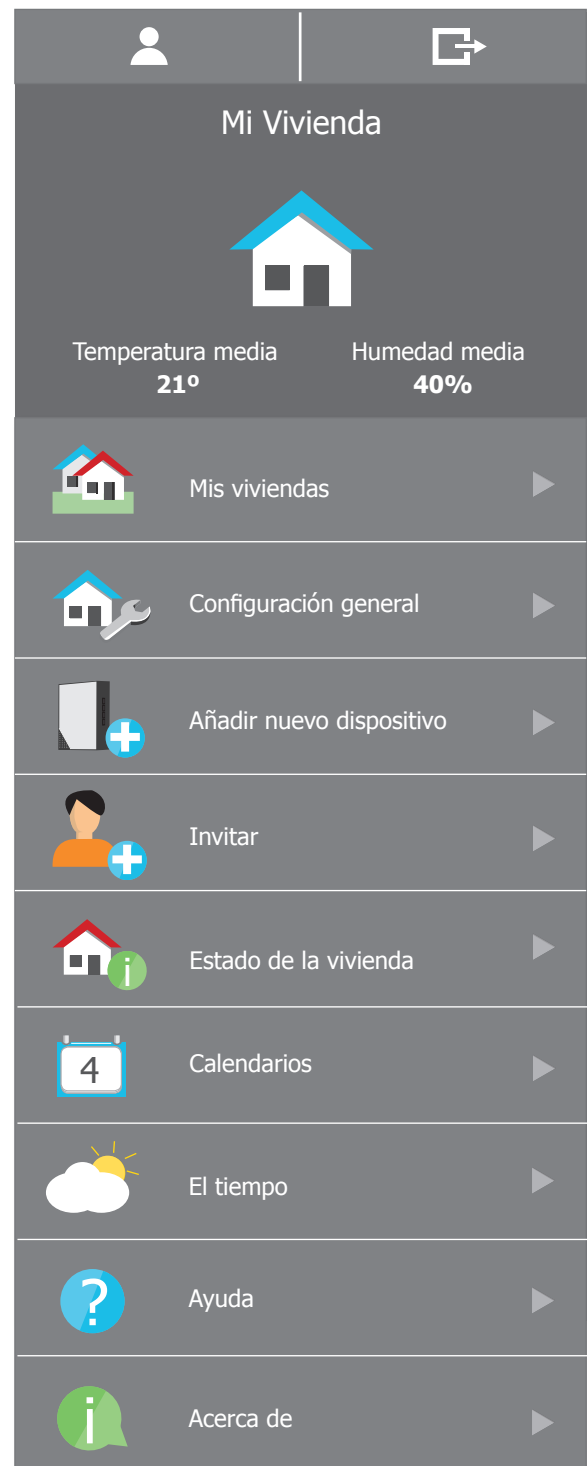 Mi Vivienda
Temperatura media Humedad media
21º 40%
Mis viviendas
Configuración general
Añadir nuevo dispositivo
Invitar
i
Estado de la vivienda
4
Calendarios
El tiempo
?
Ayuda
i
Acerca de